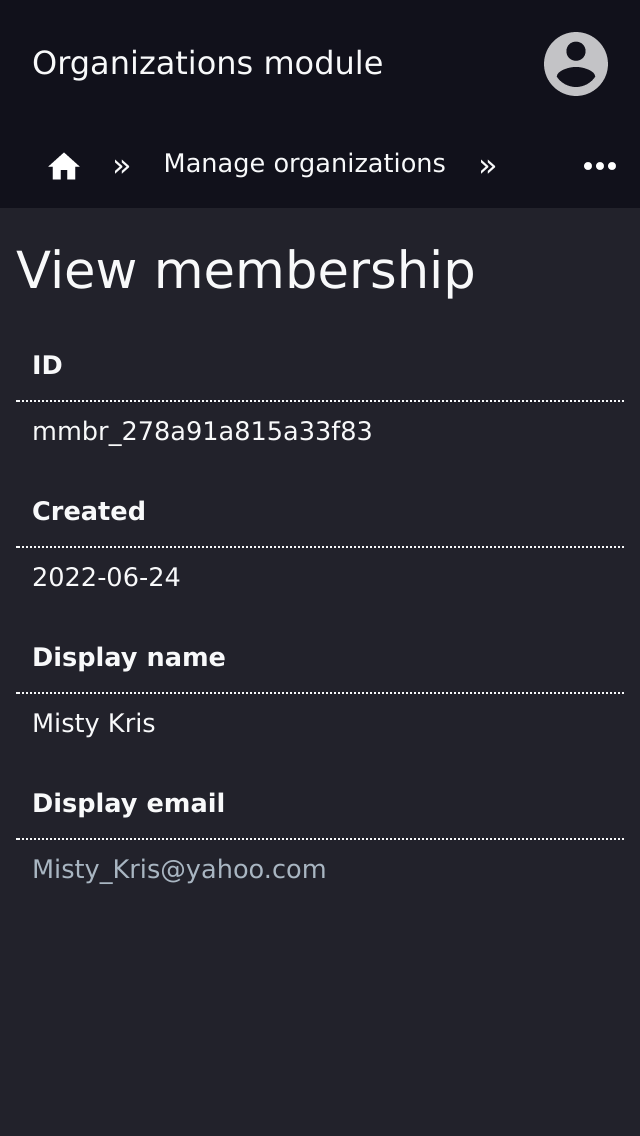 Organizations module
» Manage organizations » •••
View membership
ID
mmbr_278a91a815a33f83
Created
2022-06-24
Display name
Misty Kris
Display email
Misty_Kris@yahoo.com